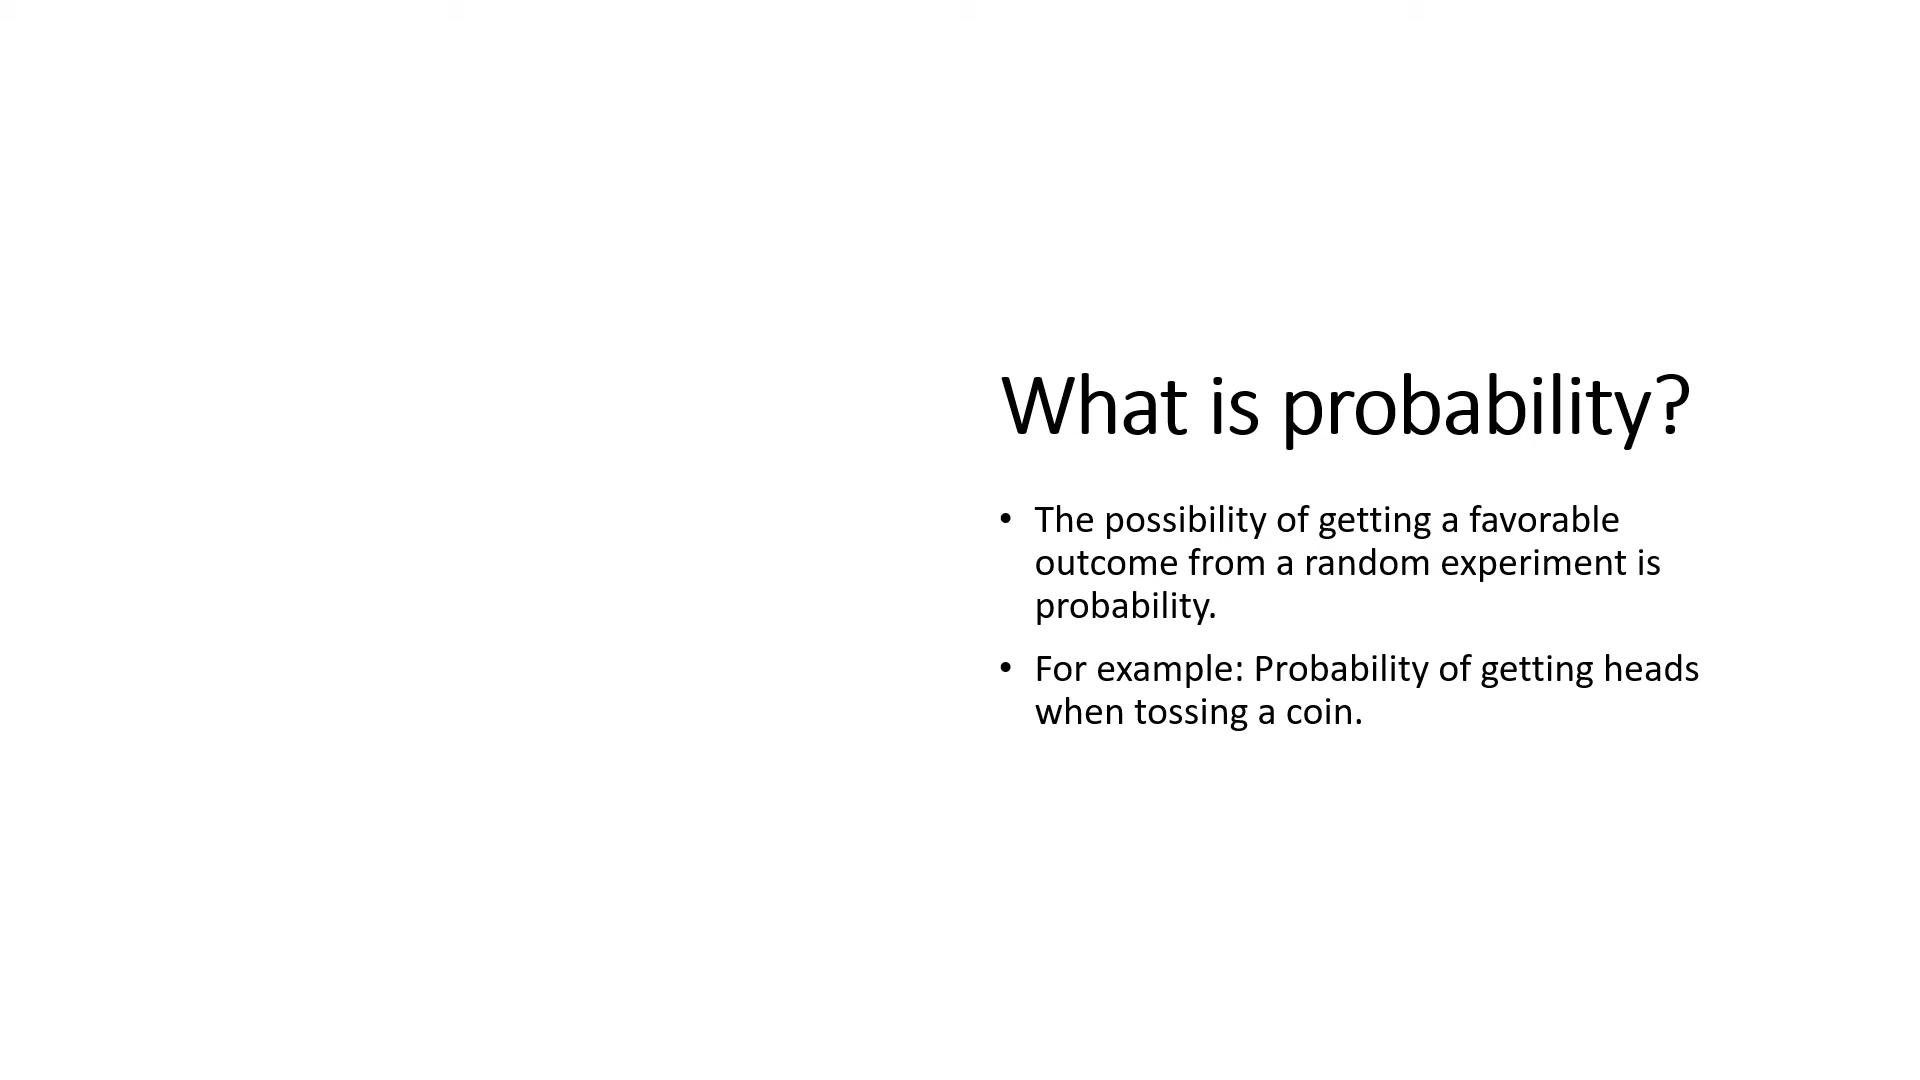 What is probability?
• The possibility of getting a favorable
outcome from a random experiment is
probability.
• For example: Probability of getting heads
when tossing a coin.